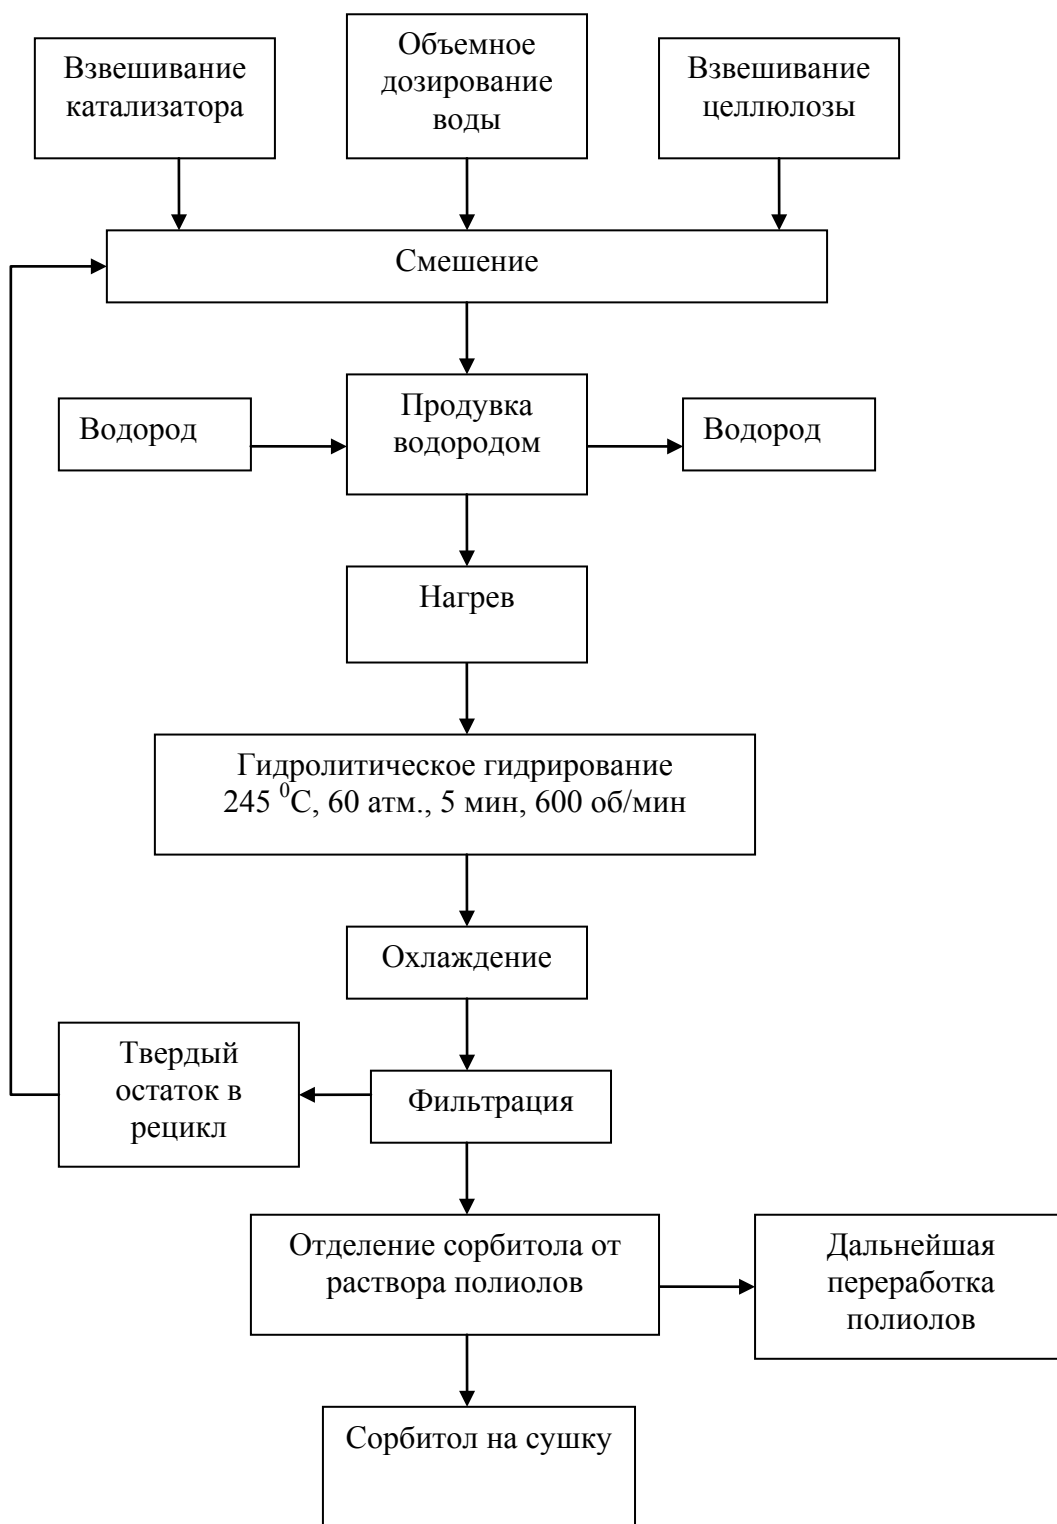 Взвешивание
катализатора
Объемное
дозирование
воды
Взвешивание
целлюлозы
Смешение
Водород
Продувка
водородом
Водород
Нагрев
Гидролитическое гидрирование
245 ⁰С, 60 атм., 5 мин, 600 об/мин
Охлаждение
Твердый
остаток в
рецикл
Фильтрация
Отделение сорбитола от
раствора полиолов
Дальнейшая
переработка
полиолов
Сорбитол на сушку